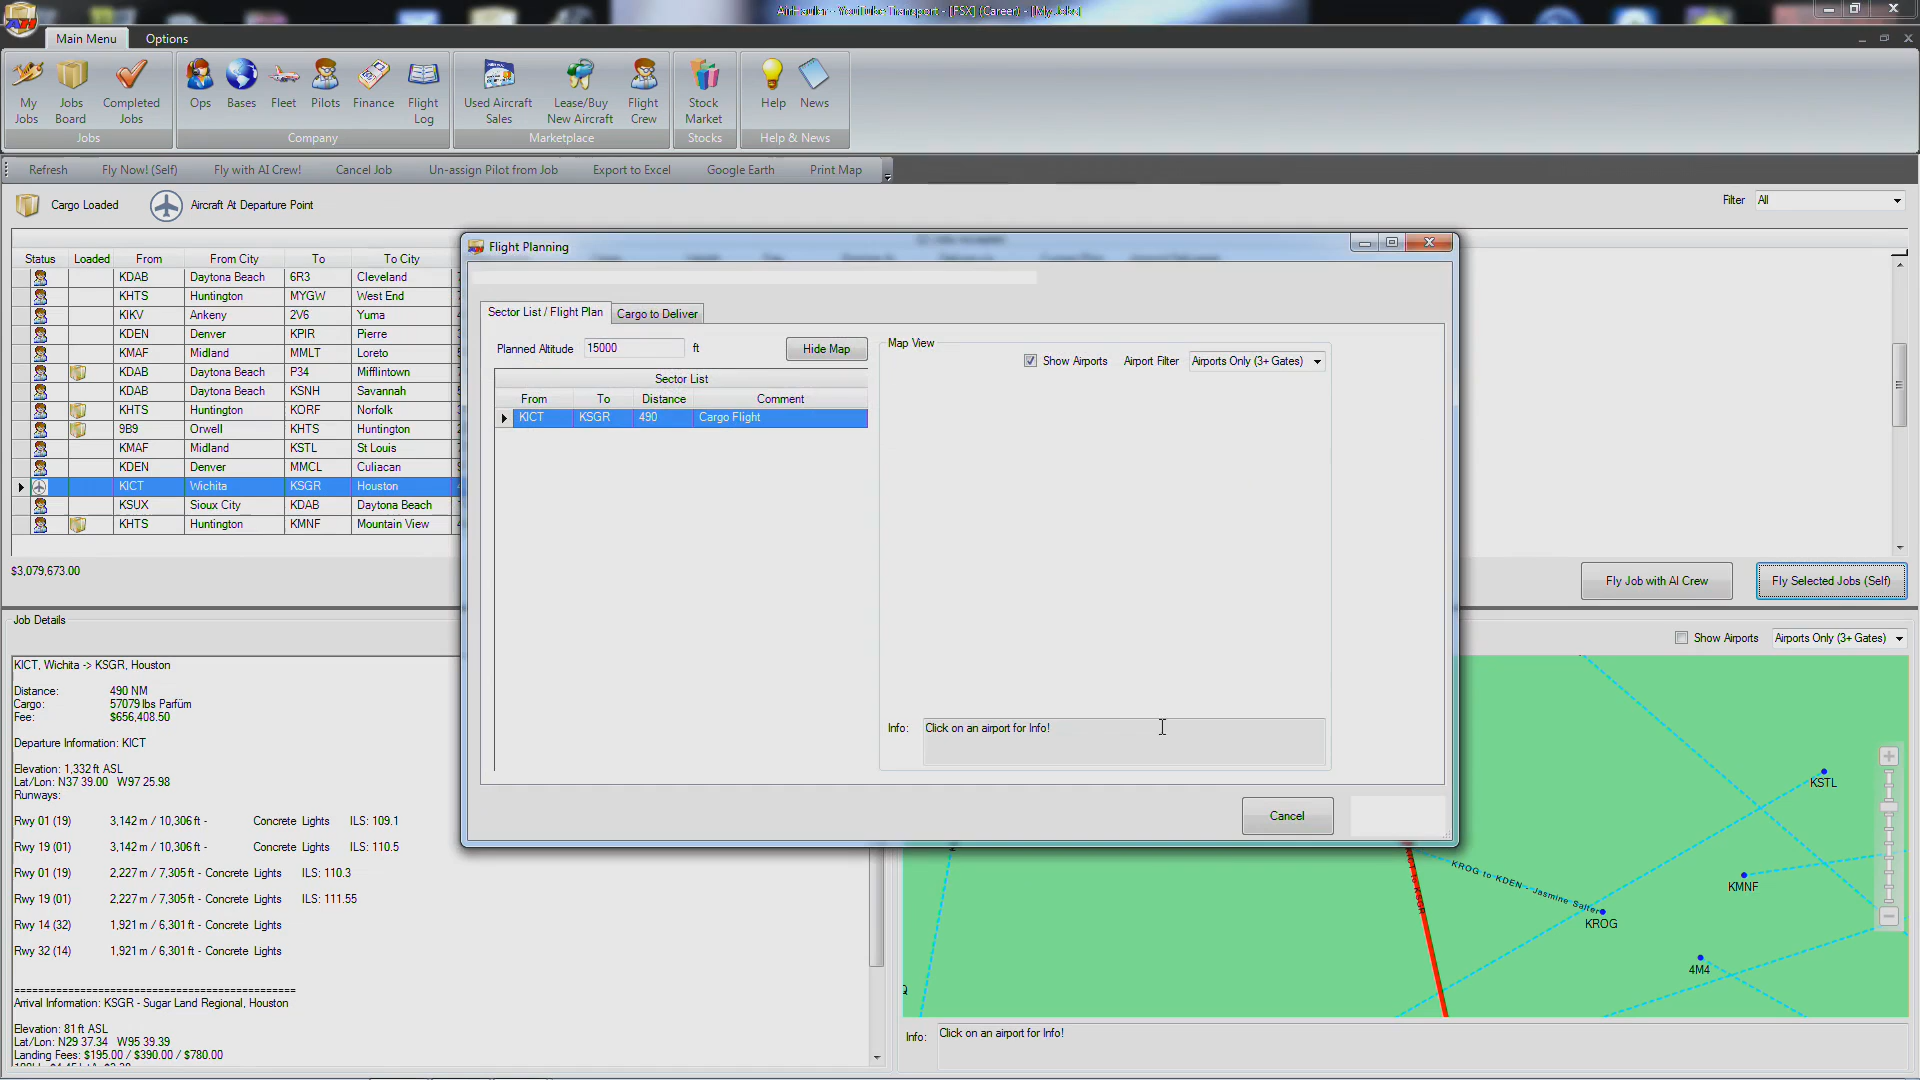 AirHauler - YouTube Transport - [FSX] (Career) - [My Jobs]
Main Menu Options
My Jobs
Jobs Board
Completed Jobs
Ops
Bases
Fleet
Pilots
Finance
Flight Log
Used Aircraft Sales
Lease/Buy New Aircraft
Flight Crew
Stock Market
Help
News
Jobs Company Marketplace Stocks Help & News
Refresh Fly Now! (Self) Fly with AI Crew! Cancel Job Un-assign Pilot from Job Export to Excel Google Earth Print Map
Cargo Loaded Aircraft At Departure Point Filter All
Status Loaded From From City To To City
KDAB Daytona Beach 6R3 Cleveland
KHTS Huntington MYGW West End
KIKV Ankeny 2V6 Yuma
KDEN Denver KPIR Pierre
KMAF Midland MMLT Loreto
KDAB Daytona Beach P34 Mifflintown
KDAB Daytona Beach KSNH Savannah
KHTS Huntington KORF Norfolk
9B9 Orwell KHTS Huntington
KMAF Midland KSTL St Louis
KDEN Denver MMCL Culiacan
KICT Wichita KSGR Houston
KSUX Sioux City KDAB Daytona Beach
KHTS Huntington KMNF Mountain View
$3,079,673.00
Flight Planning
Sector List / Flight Plan Cargo to Deliver
Planned Altitude 15000 ft Hide Map
Sector List
From To Distance Comment
KICT KSGR 490 Cargo Flight
Map View
Show Airports Airport Filter Airports Only (3+ Gates)
Info: Click on an airport for Info!
Cancel
Fly Job with AI Crew Fly Selected Jobs (Self)
Job Details
KICT, Wichita -> KSGR, Houston
Distance: 490 NM
Cargo: 57079 lbs Parfüm
Fee: $656,408.50
Departure Information: KICT
Elevation: 1,332 ft ASL
Lat/Lon: N37 39.00 W97 25.98
Runways:
Rwy 01 (19) 3,142 m / 10,306 ft - Concrete Lights ILS: 109.1
Rwy 19 (01) 3,142 m / 10,306 ft - Concrete Lights ILS: 110.5
Rwy 01 (19) 2,227 m / 7,305 ft - Concrete Lights ILS: 110.3
Rwy 19 (01) 2,227 m / 7,305 ft - Concrete Lights ILS: 111.55
Rwy 14 (32) 1,921 m / 6,301 ft - Concrete Lights
Rwy 32 (14) 1,921 m / 6,301 ft - Concrete Lights
==============================================
Arrival Information: KSGR - Sugar Land Regional, Houston
Elevation: 81 ft ASL
Lat/Lon: N29 37.34 W95 39.39
Landing Fees: $195.00 / $390.00 / $780.00
Show Airports Airports Only (3+ Gates)
KSTL
KMNF
KROG to KDEN - Jasmine Salter
KICT to KSGR
KROG
4M4
Info: Click on an airport for Info!